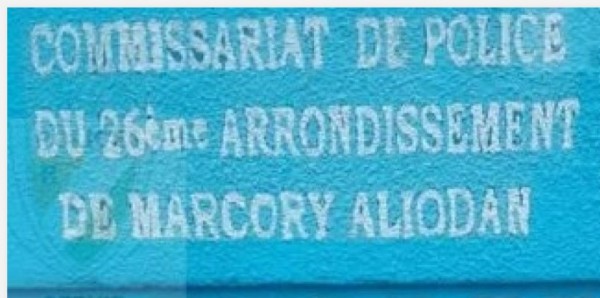 COMMISSARIAT DE POLICE
DU 26ème ARRONDISSEMENT
DE MARCORY ALIODAN